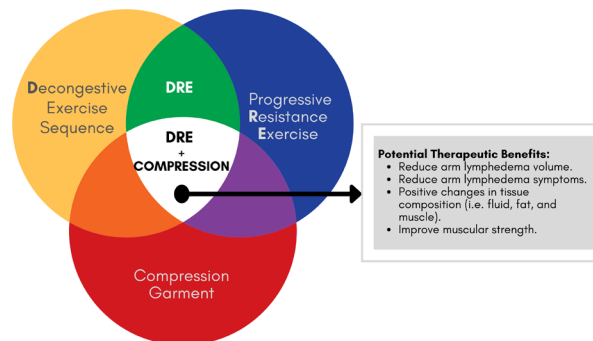 Decongestive
Exercise
Sequence
DRE
Progressive
Resistance
Exercise
DRE
+
COMPRESSION
Compression
Garment
Potential Therapeutic Benefits:
• Reduce arm lymphedema volume.
• Reduce arm lymphedema symptoms.
• Positive changes in tissue
composition (i.e. fluid, fat, and
muscle).
• Improve muscular strength.